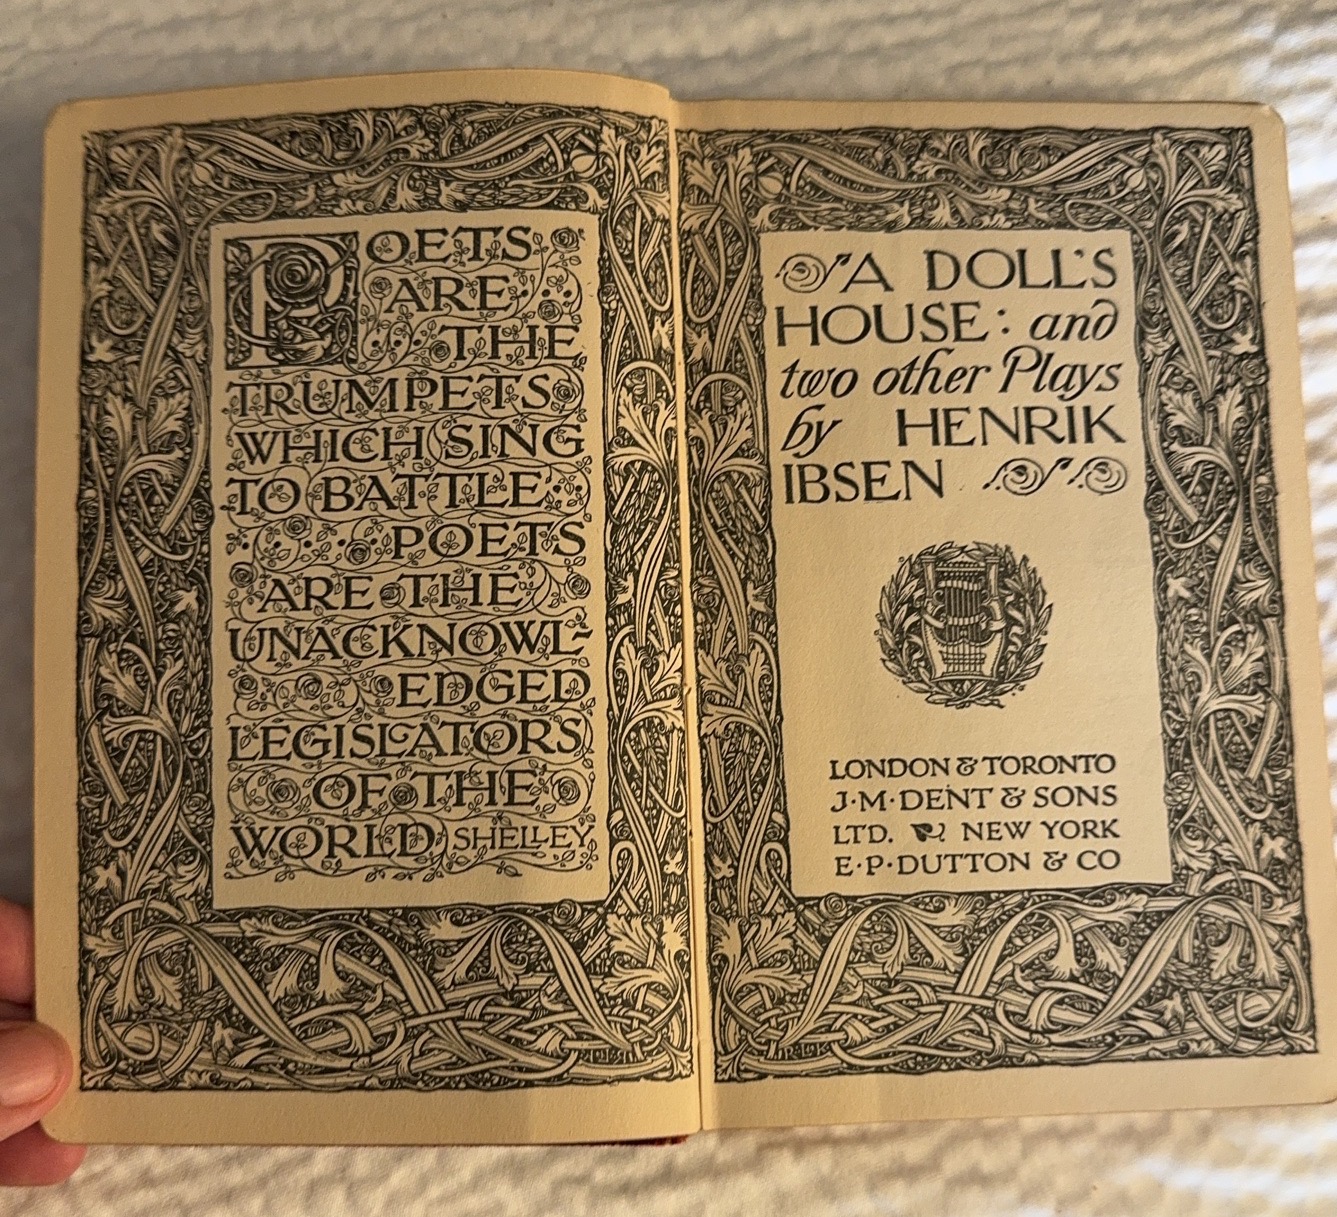 POETS
ARE
THE
TRUMPETS
WHICH SING
TO BATTLE
POETS
ARE THE
UNACKNOWL-
EDGED
LEGISLATORS
OF THE
WORLD SHELLEY
A DOLL'S
HOUSE: and
two other Plays
by HENRIK
IBSEN
LONDON & TORONTO
J·M·DENT & SONS
LTD. NEW YORK
E·P·DUTTON & CO
RLK